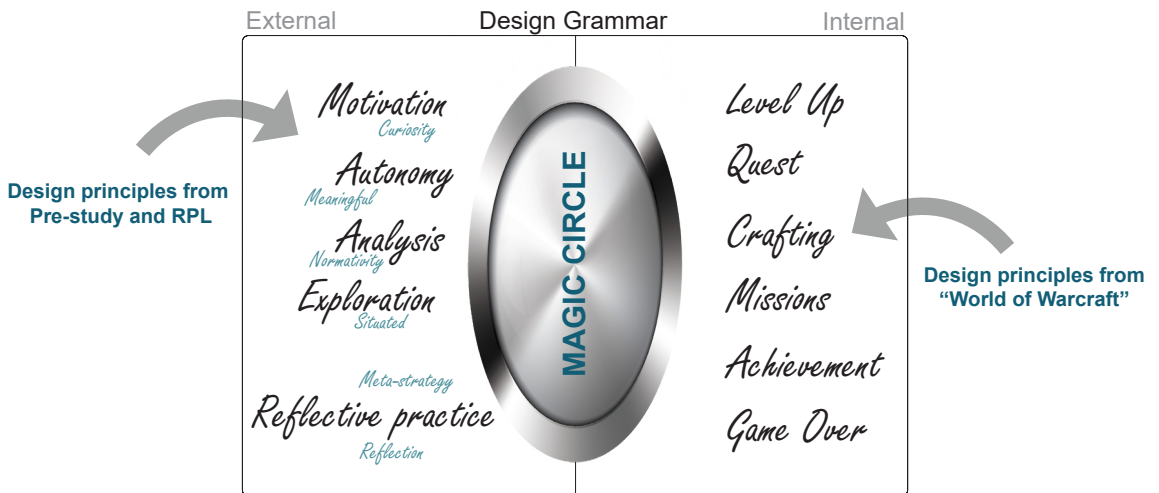 External
Design Grammar
Internal
Motivation
Curiosity
Autonomy
Meaningful
Analysis
Normativity
Exploration
Situated
Meta-strategy
Reflective practice
Reflection
Design principles from
Pre-study and RPL
MAGIC CIRCLE
Level Up
Quest
Crafting
Missions
Achievement
Game Over
Design principles from
“World of Warcraft”